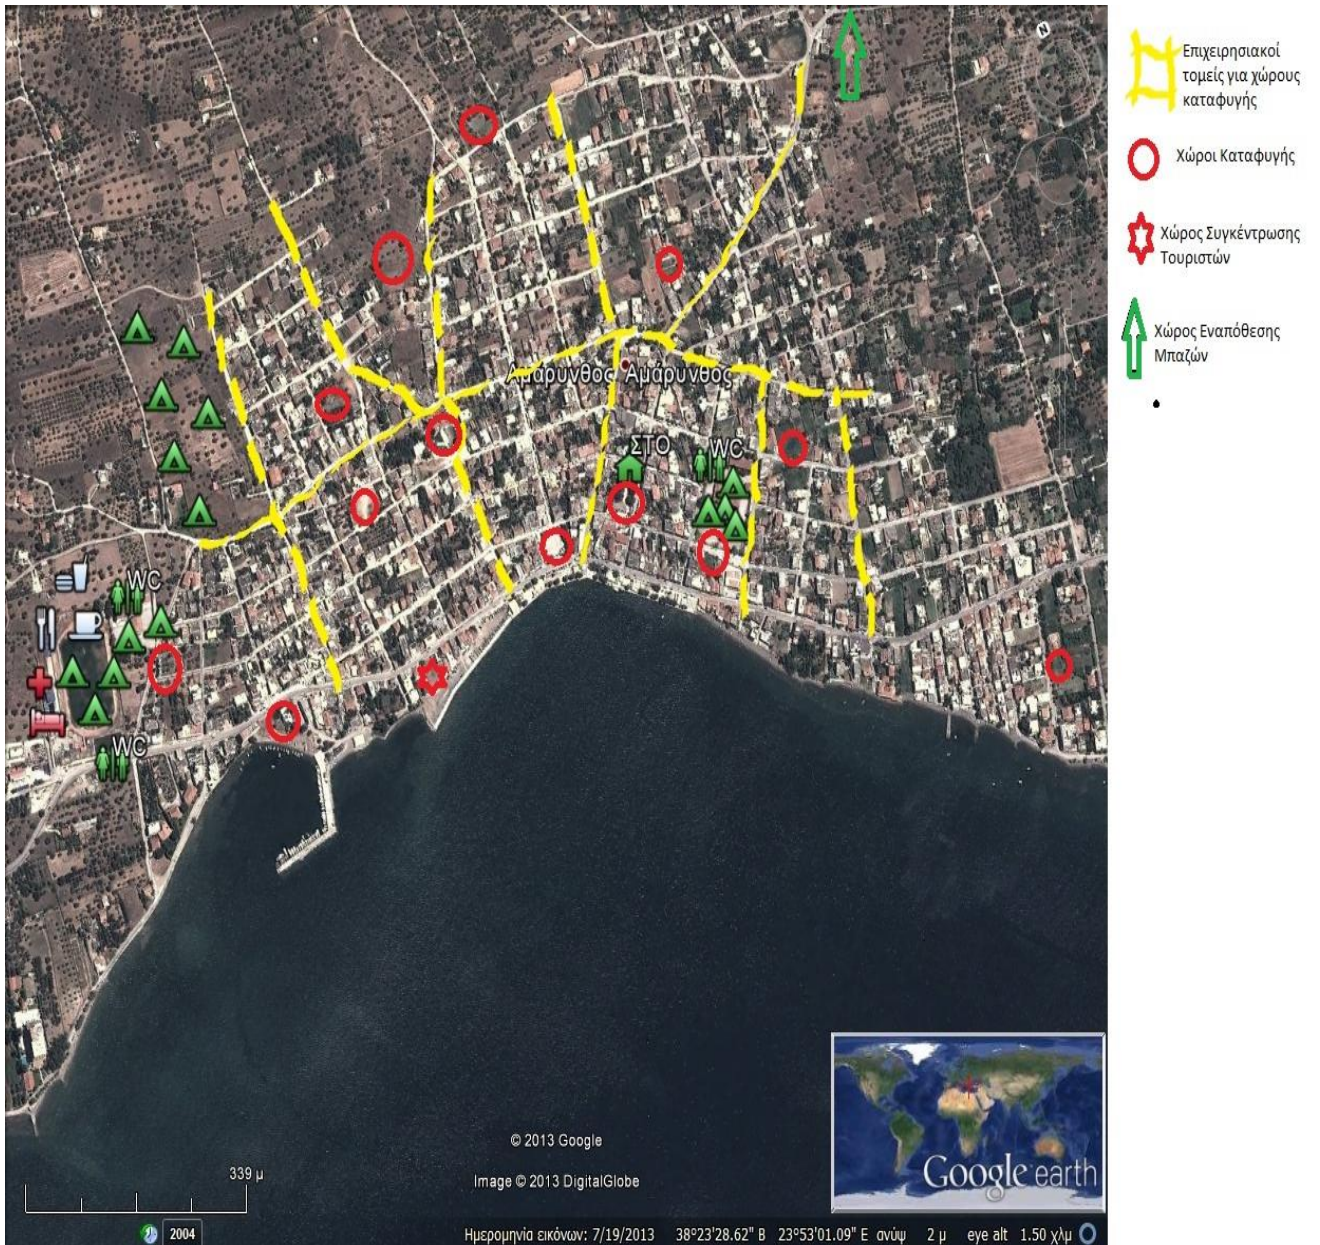 Επιχειρησιακοί
τομείς για χώρους
καταφυγής
Χώροι Καταφυγής
Χώρος Συγκέντρωσης
Τουριστών
Χώρος Εναπόθεσης
Μπαζών
N
Αμάρυνθος Αμάρυνθος
ΣΤΟ
WC
WC
WC
339 μ
© 2013 Google
Image © 2013 DigitalGlobe
Google earth
2004
Ημερομηνία εικόνων: 7/19/2013 38°23'28.62" Β 23°53'01.09" Ε ανύψ 2 μ eye alt 1.50 χλμ